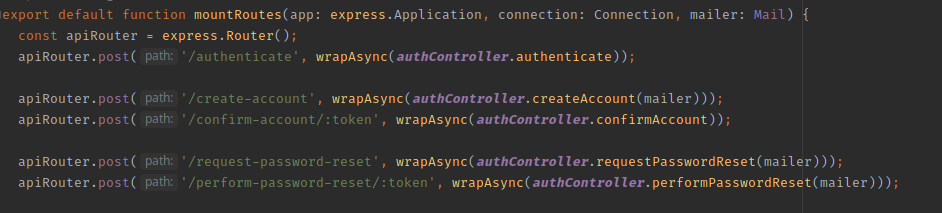 export default function mountRoutes(app: express.Application, connection: Connection, mailer: Mail) {
const apiRouter = express.Router();
apiRouter.post( path: '/authenticate', wrapAsync(authController.authenticate));
apiRouter.post( path: '/create-account', wrapAsync(authController.createAccount(mailer)));
apiRouter.post( path: '/confirm-account/:token', wrapAsync(authController.confirmAccount));
apiRouter.post( path: '/request-password-reset', wrapAsync(authController.requestPasswordReset(mailer)));
apiRouter.post( path: '/perform-password-reset/:token', wrapAsync(authController.performPasswordReset(mailer)));